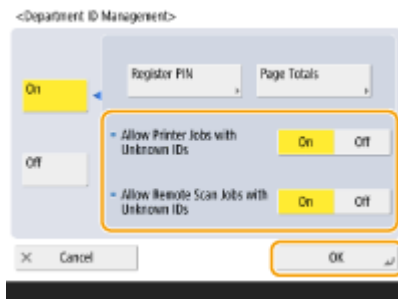 <Department ID Management>
Register PIN
Page Totals
On
Allow Printer Jobs with
Unknown IDs
On
Off
Off
Allow Remote Scan Jobs with
Unknown IDs
On
Off
× Cancel
OK